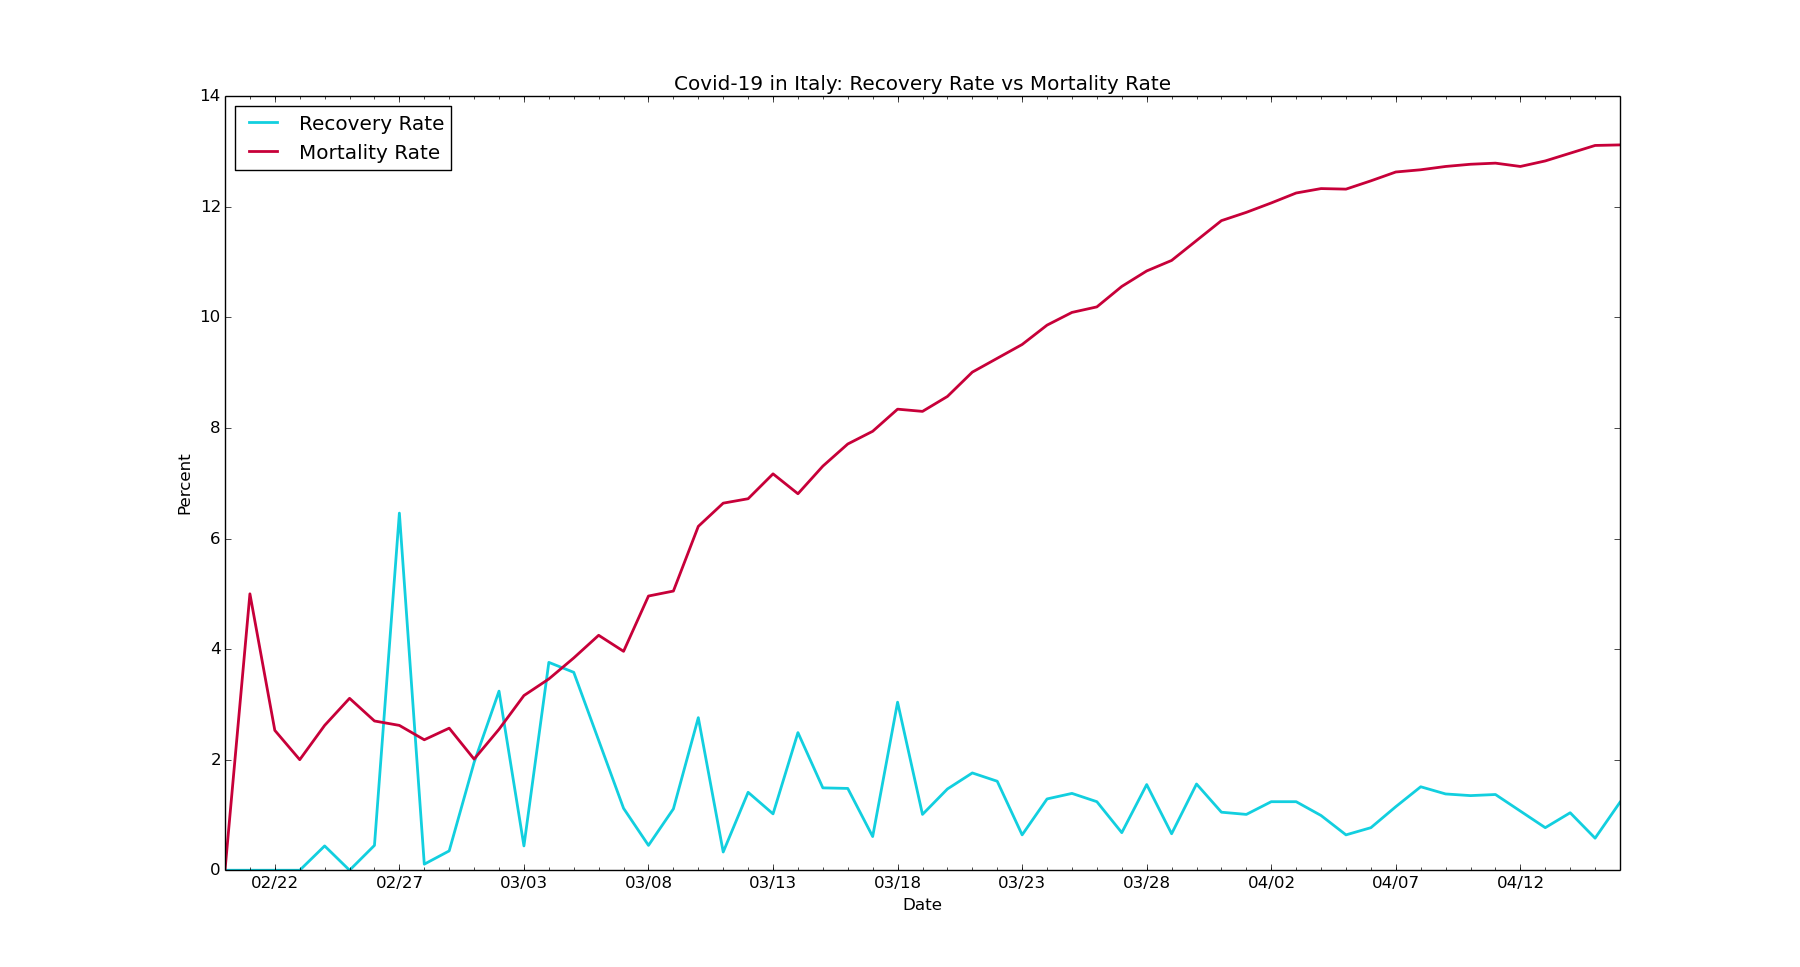 Covid-19 in Italy: Recovery Rate vs Mortality Rate
Recovery Rate
Mortality Rate
14
12
10
8
6
4
2
0
Percent
02/22 02/27 03/03 03/08 03/13 03/18 03/23 03/28 04/02 04/07 04/12
Date